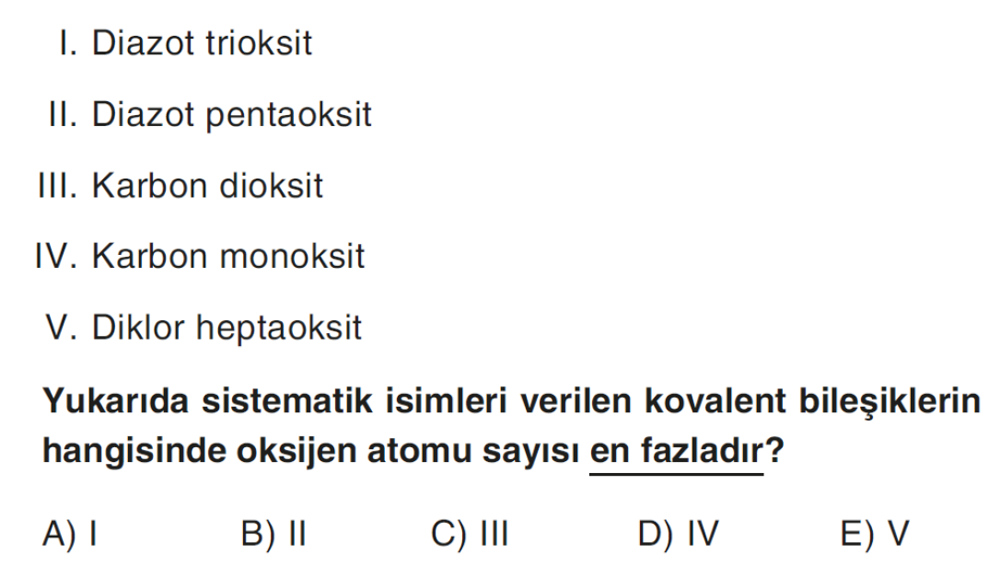 I. Diazot trioksit
II. Diazot pentaoksit
III. Karbon dioksit
IV. Karbon monoksit
V. Diklor heptaoksit
Yukarıda sistematik isimleri verilen kovalent bileşiklerin
hangisinde oksijen atomu sayısı en fazladır?
A) I B) II C) III D) IV E) V